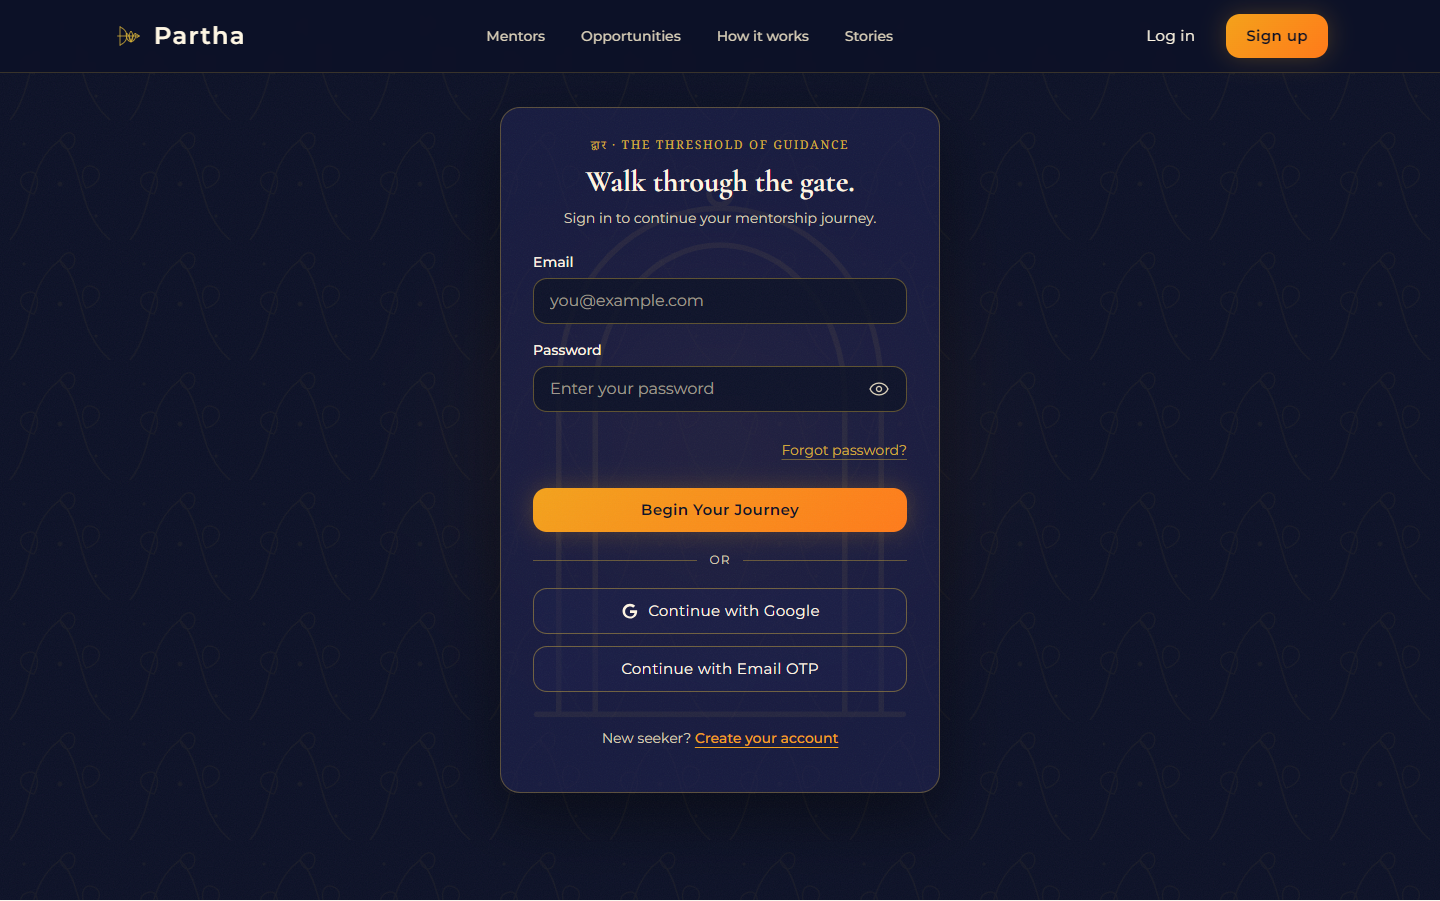 Partha
Mentors
Opportunities
How it works
Stories
Log in
Sign up
द्वार · THE THRESHOLD OF GUIDANCE
Walk through the gate.
Sign in to continue your mentorship journey.
Email
you@example.com
Password
Enter your password
Forgot password?
Begin Your Journey
OR
Continue with Google
Continue with Email OTP
New seeker? Create your account